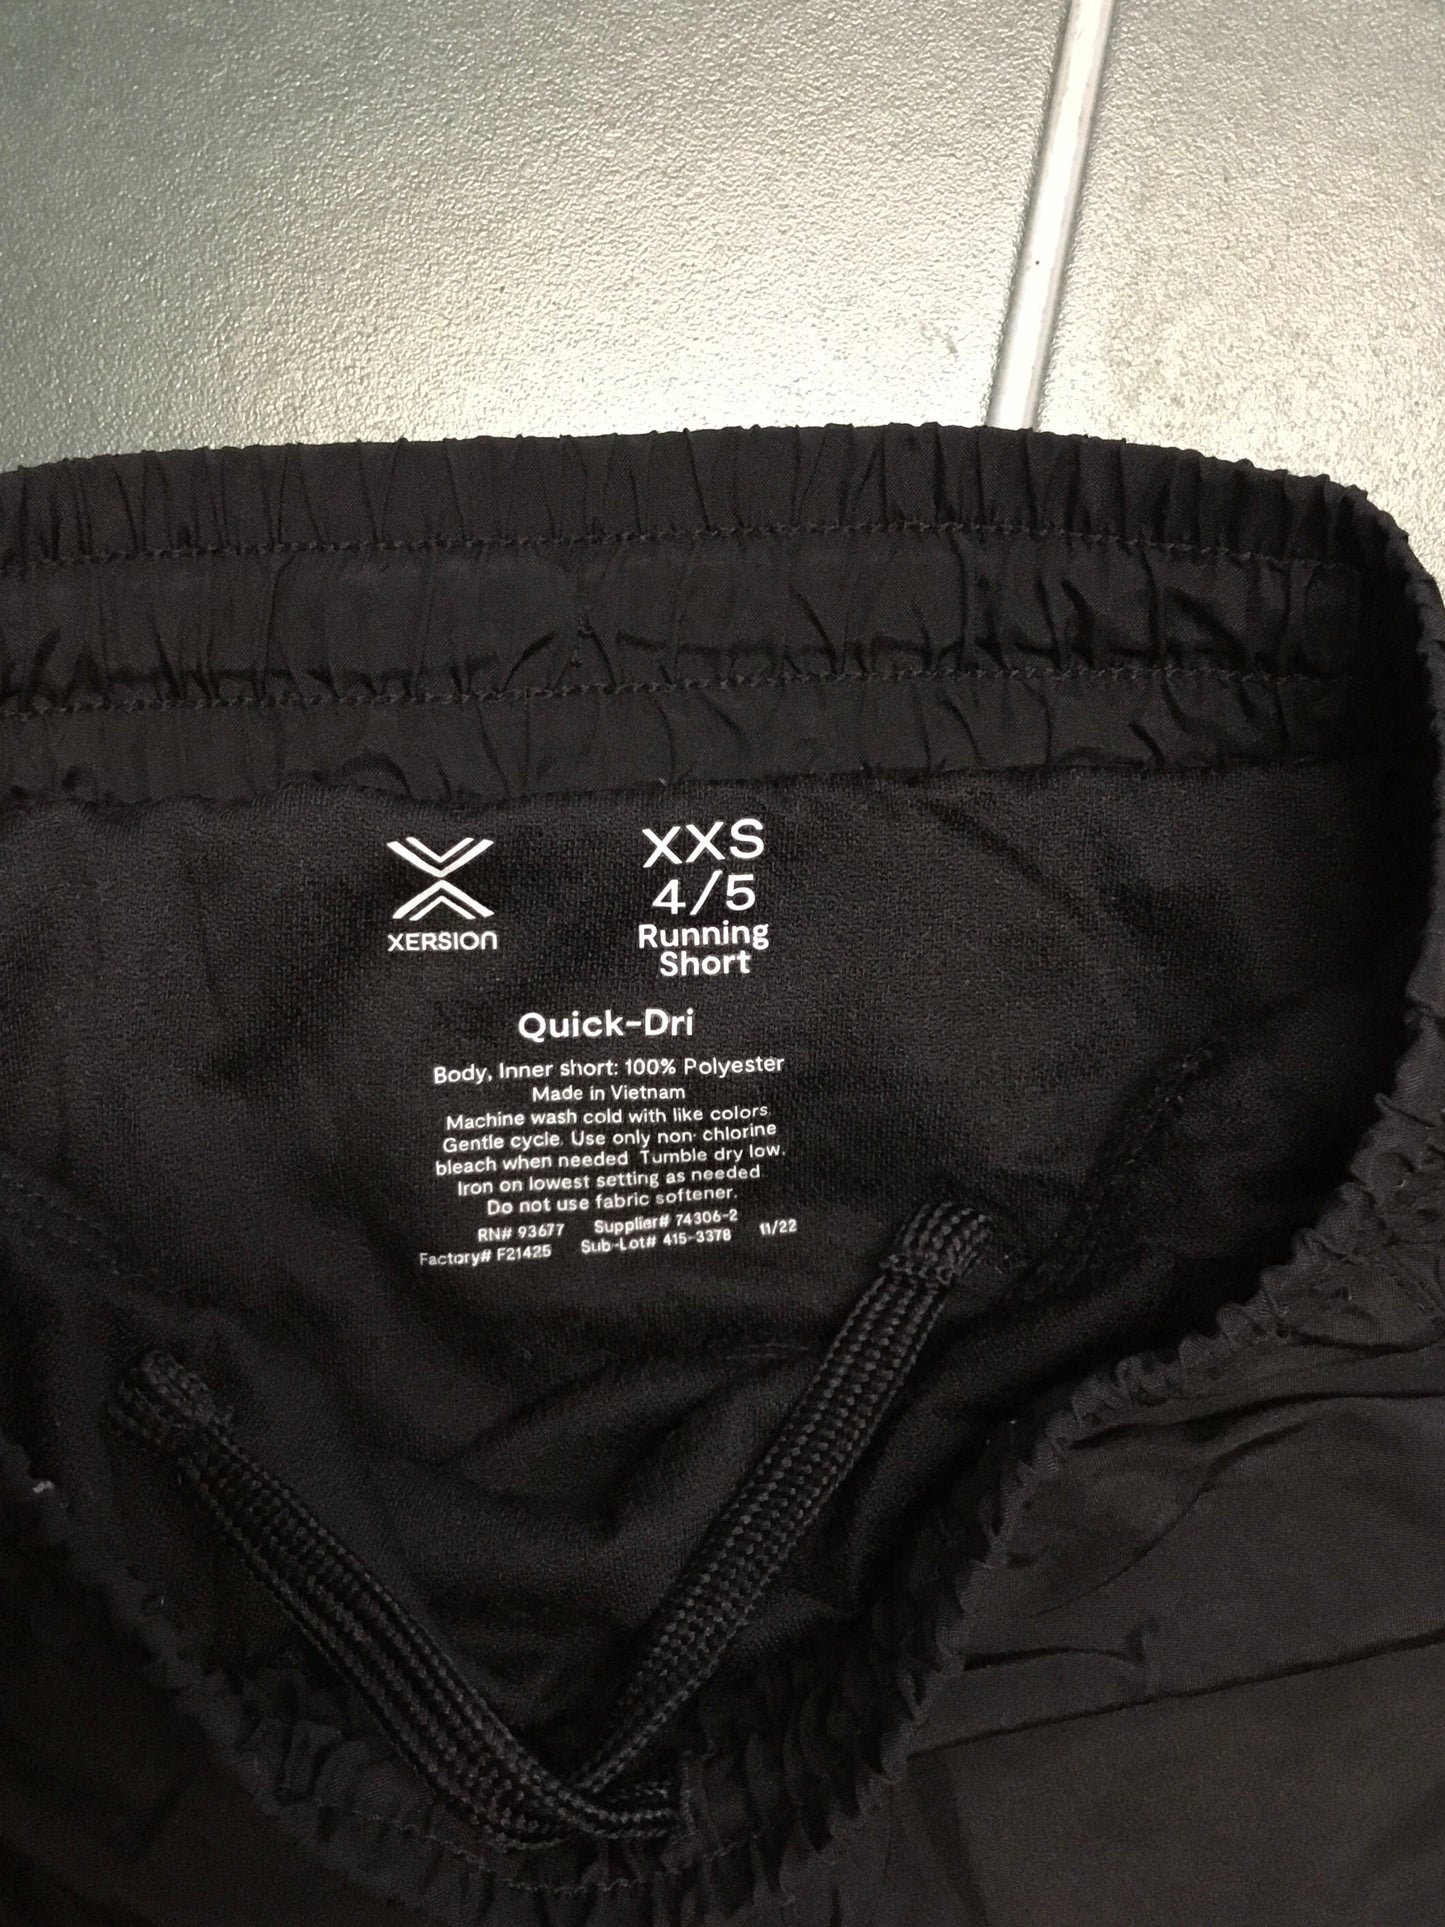 XERSION
XXS
4/5
Running
Short
Quick-Dri
Body, Inner short: 100% Polyester
Made in Vietnam
Machine wash cold with like colors
Gentle cycle. Use only non-chlorine
bleach when needed Tumble dry low.
Iron on lowest setting as needed
Do not use fabric softener.
RN# 93677 Supplier# 74306-2
Factory# F21425 Sub-Lot# 415-3378 11/22